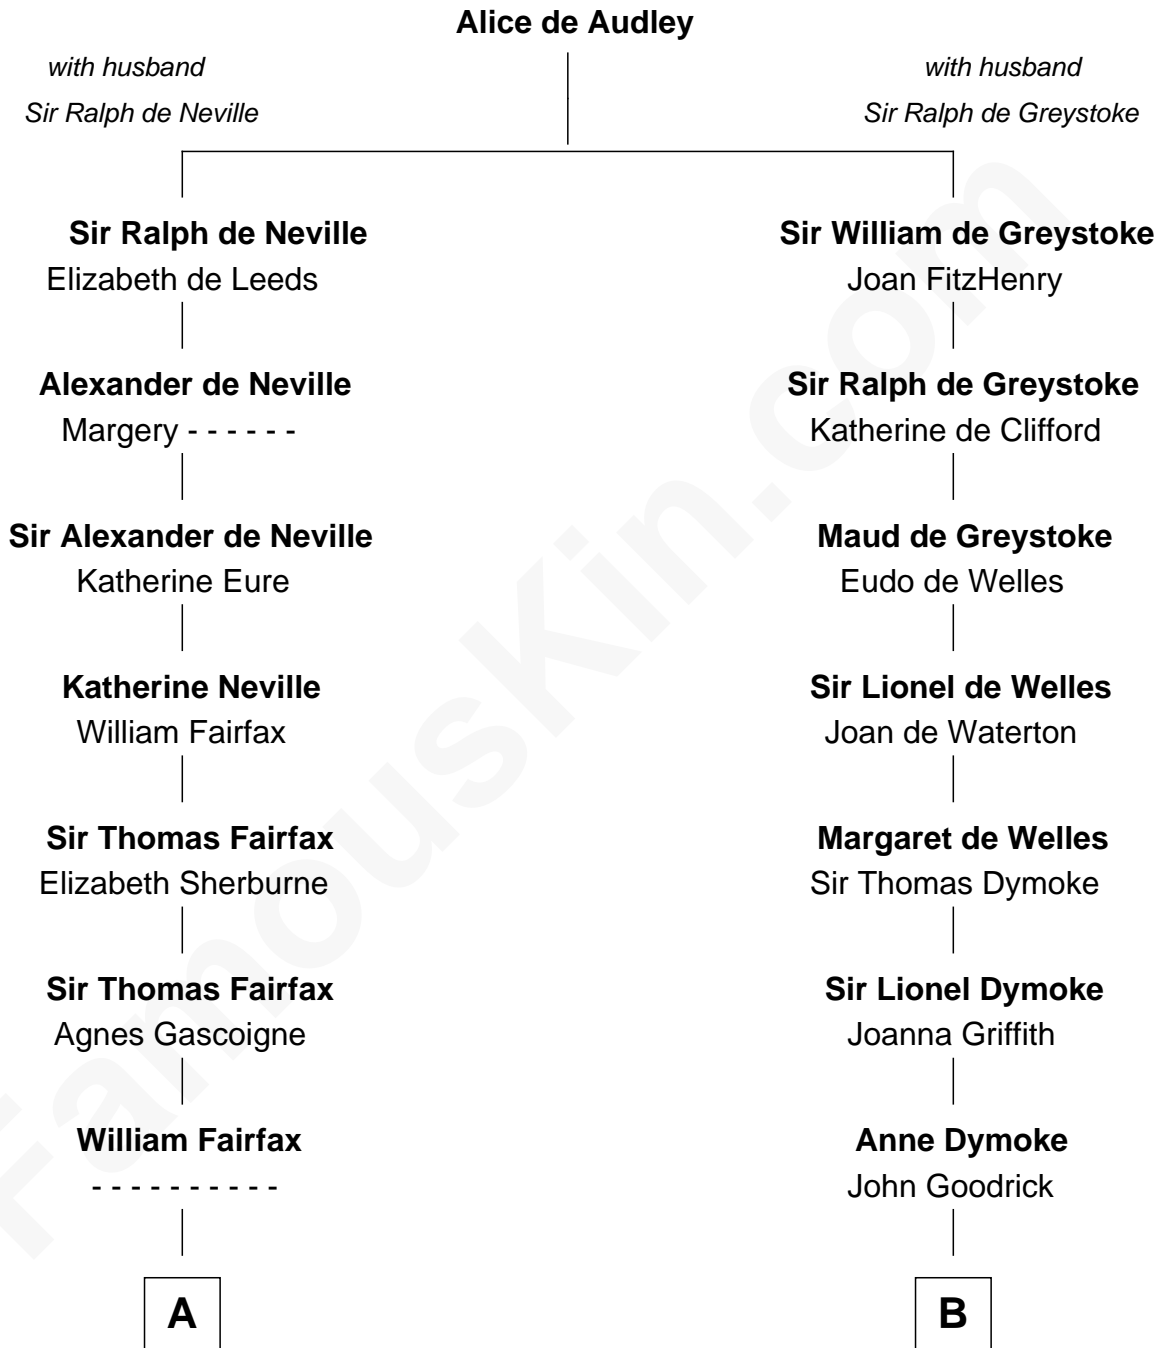 Alice de Audley
with husband
Sir Ralph de Neville
with husband
Sir Ralph de Greystoke
Sir Ralph de Neville
Elizabeth de Leeds
Alexander de Neville
Margery - - - - - -
Sir Alexander de Neville
Katherine Eure
Katherine Neville
William Fairfax
Sir Thomas Fairfax
Elizabeth Sherburne
Sir Thomas Fairfax
Agnes Gascoigne
William Fairfax
- - - - - - - - - -
A
Sir William de Greystoke
Joan FitzHenry
Sir Ralph de Greystoke
Katherine de Clifford
Maud de Greystoke
Eudo de Welles
Sir Lionel de Welles
Joan de Waterton
Margaret de Welles
Sir Thomas Dymoke
Sir Lionel Dymoke
Joanna Griffith
Anne Dymoke
John Goodrick
B
FamousKin.com